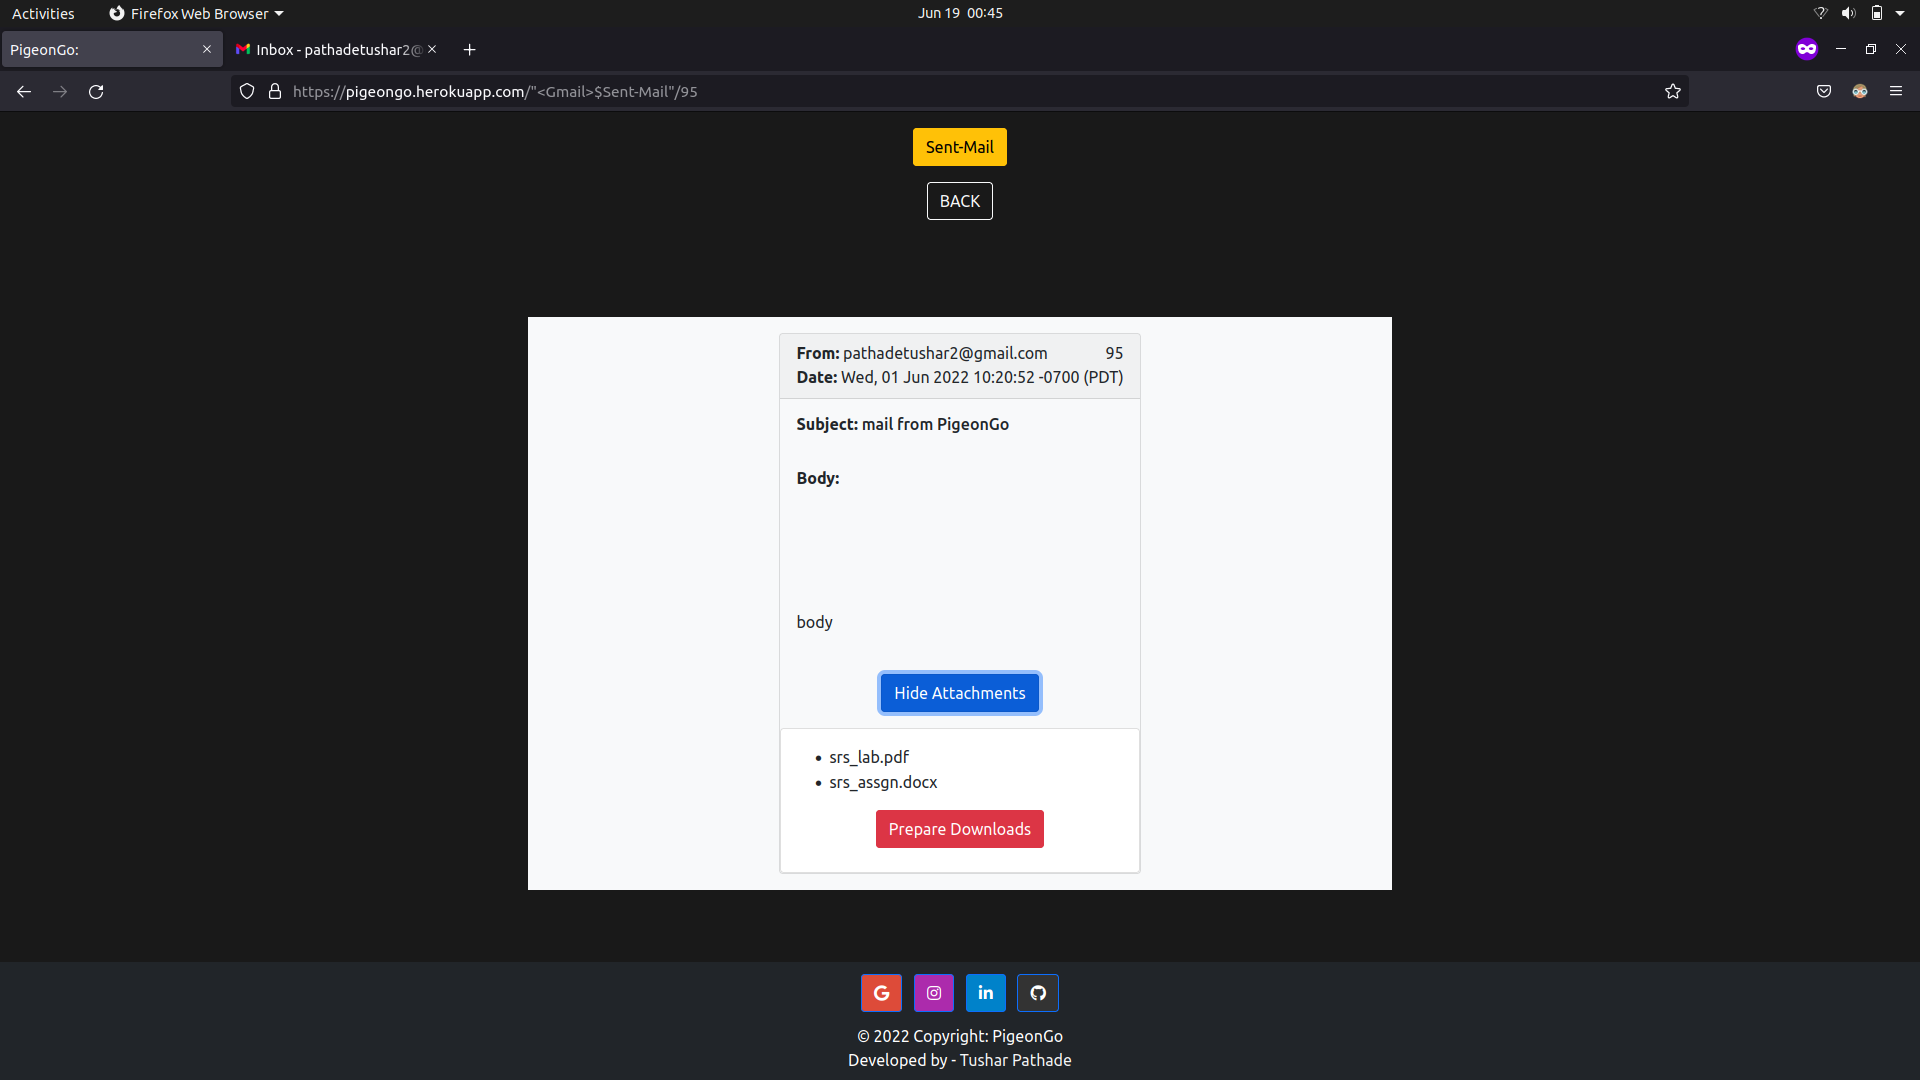 Activities Firefox Web Browser Jun 19 00:45
PigeonGo: Inbox - pathadetushar2@
https://pigeongo.herokuapp.com/"<Gmail>$Sent-Mail"/95
Sent-Mail
BACK
From: pathadetushar2@gmail.com 95
Date: Wed, 01 Jun 2022 10:20:52 -0700 (PDT)
Subject: mail from PigeonGo
Body:
body
Hide Attachments
• srs_lab.pdf
• srs_assgn.docx
Prepare Downloads
© 2022 Copyright: PigeonGo
Developed by - Tushar Pathade